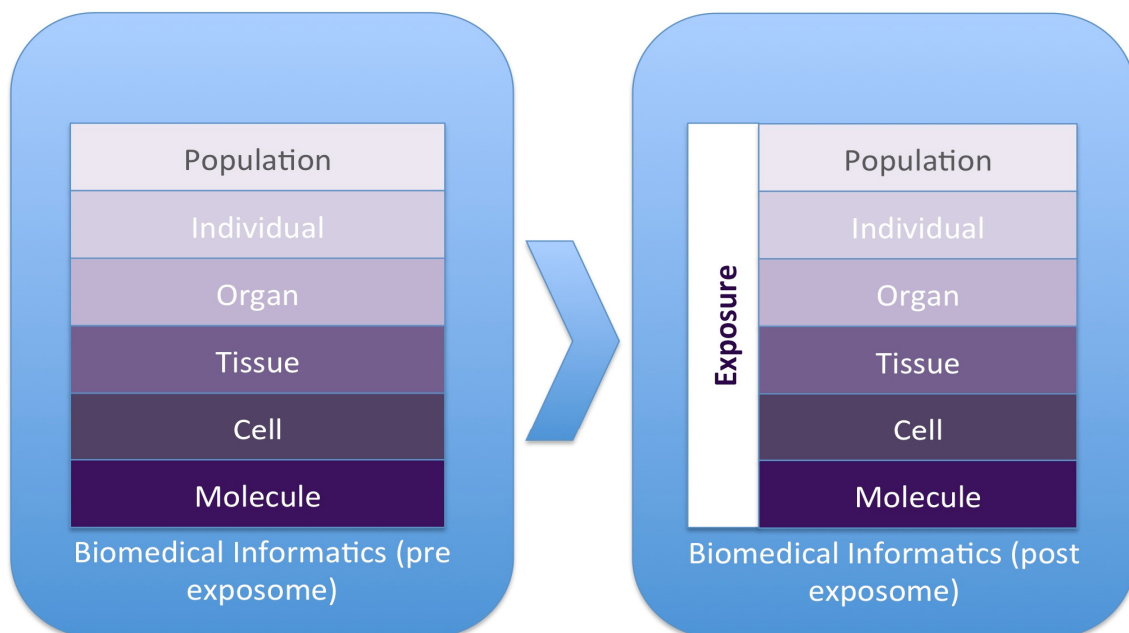 Population
Individual
Organ
Tissue
Cell
Molecule
Biomedical Informatics (pre
exposome)
Exposure
Population
Individual
Organ
Tissue
Cell
Molecule
Biomedical Informatics (post
exposome)